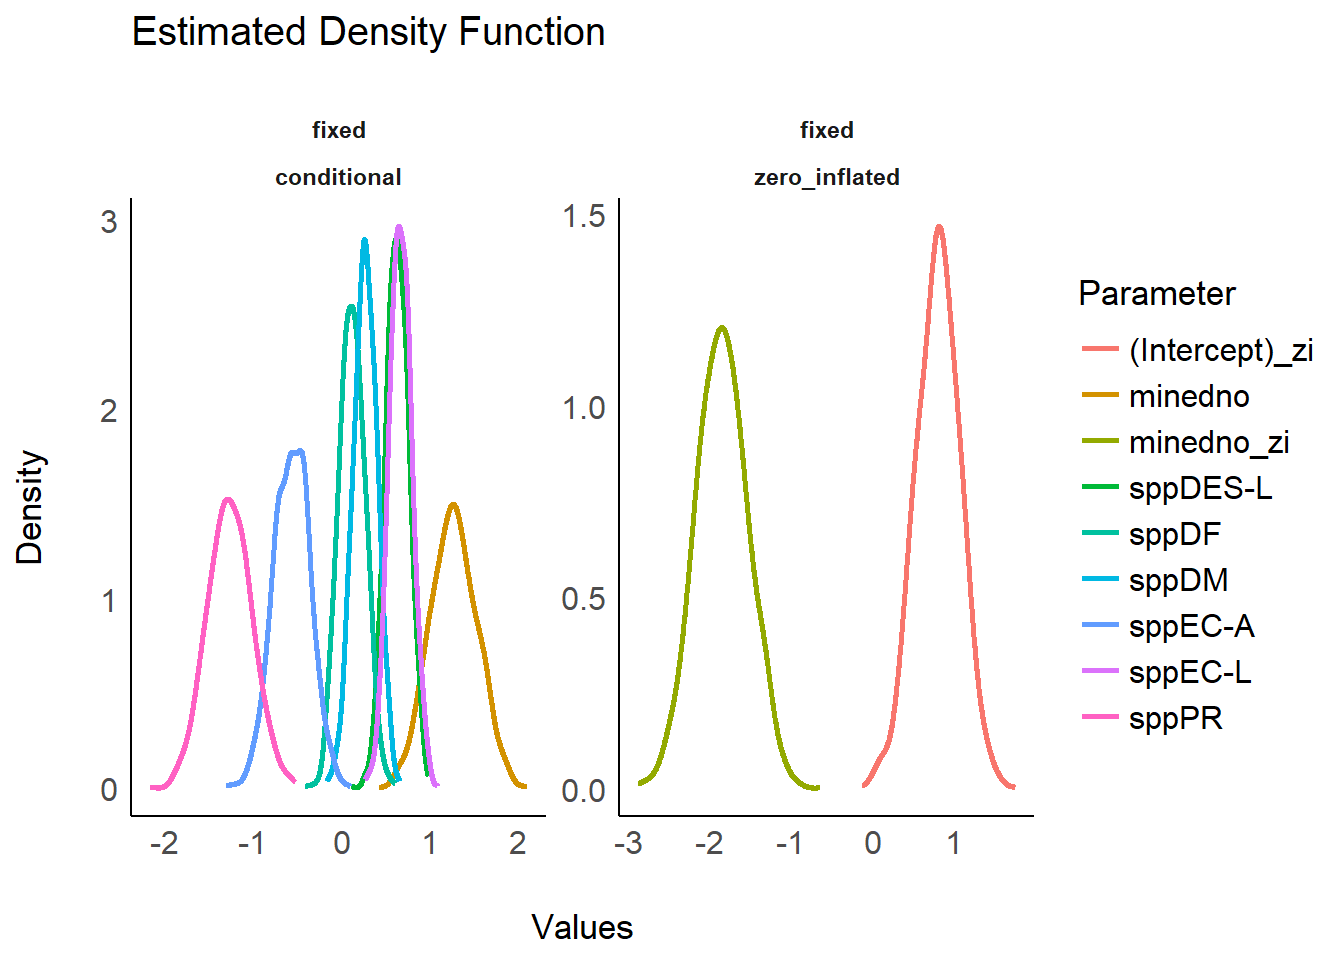 Estimated Density Function
fixed
conditional
fixed
zero_inflated
3
2
1
0
1.5
1.0
0.5
0.0
-2 -1 0 1 2
-3 -2 -1 0 1
Density
Values
Parameter
(Intercept)_zi
minedno
minedno_zi
sppDES-L
sppDF
sppDM
sppEC-A
sppEC-L
sppPR